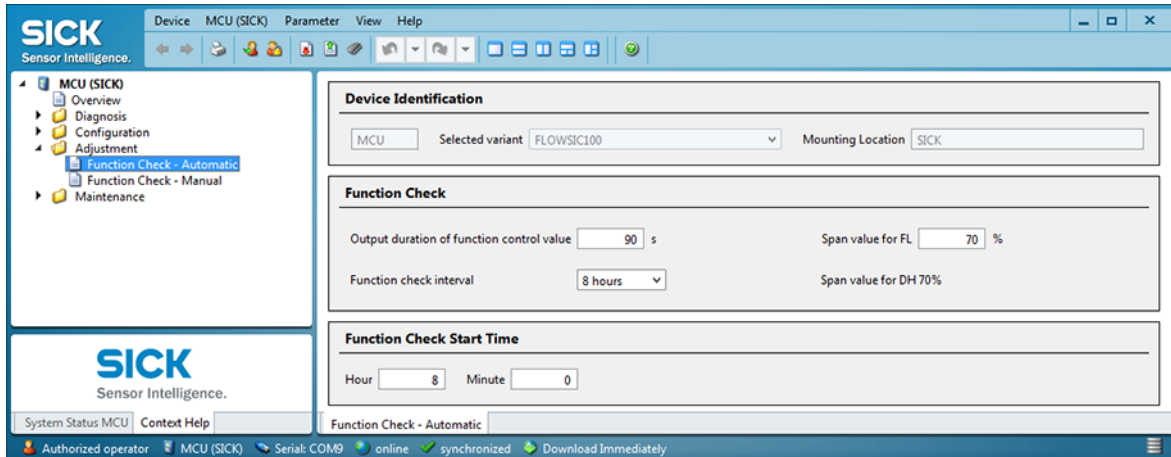 SICK
Sensor Intelligence.
Device MCU (SICK) Parameter View Help
MCU (SICK)
Overview
Diagnosis
Configuration
Adjustment
Function Check - Automatic
Function Check - Manual
Maintenance
SICK
Sensor Intelligence.
System Status MCU Context Help
Device Identification
MCU Selected variant FLOWSIC100 Mounting Location SICK
Function Check
Output duration of function control value 90 s Span value for FL 70 %
Function check interval 8 hours Span value for DH 70%
Function Check Start Time
Hour 8 Minute 0
Function Check - Automatic
Authorized operator MCU (SICK) Serial: COM9 online synchronized Download Immediately